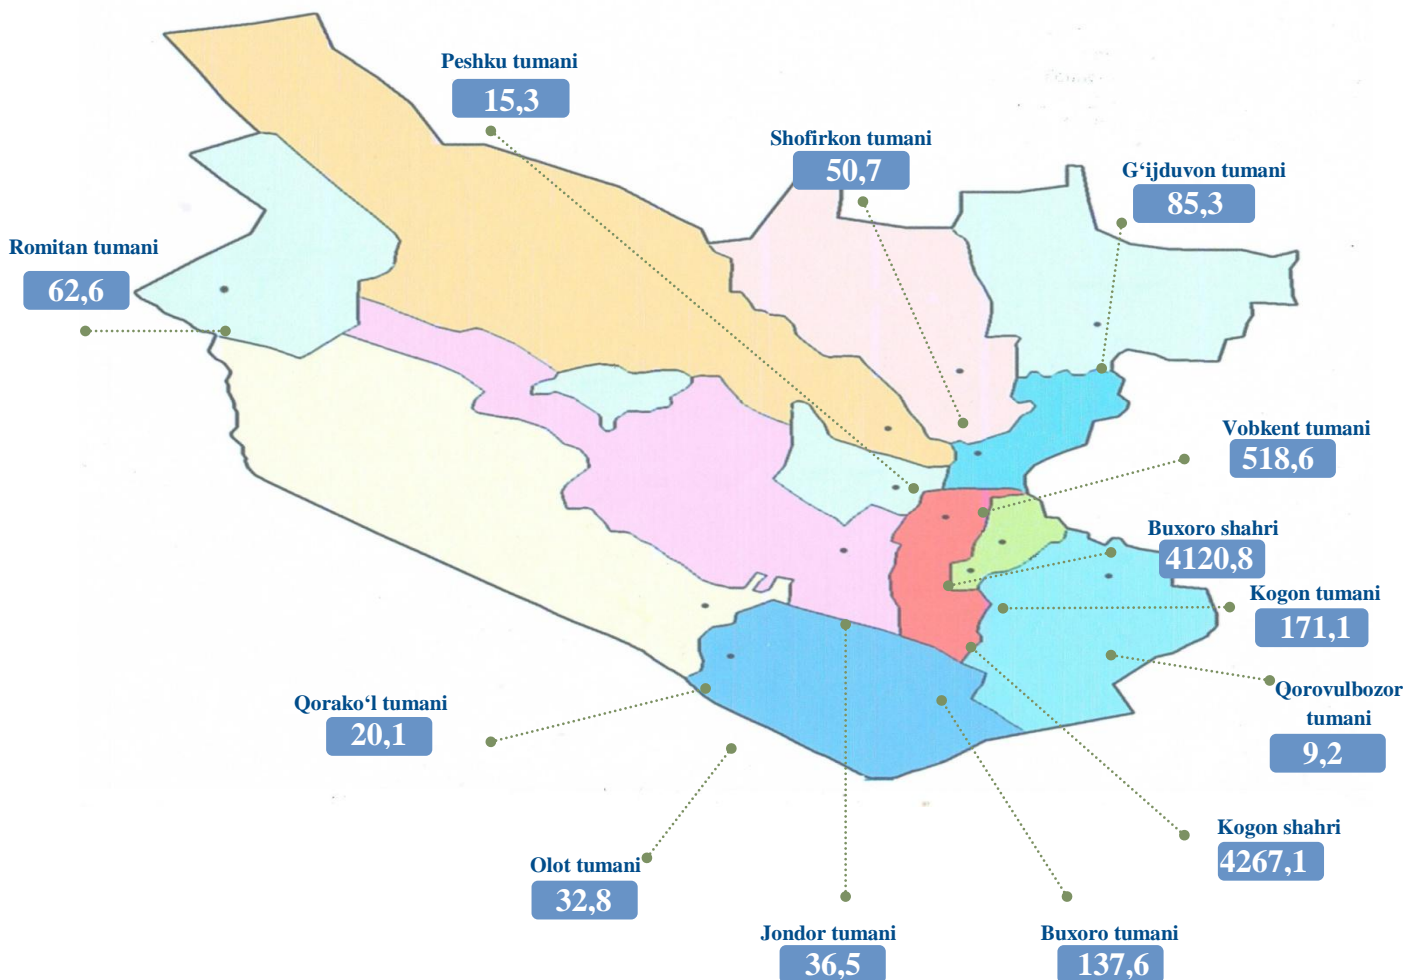 Peshku tumani
15,3
Shofirkon tumani
50,7
G‘ijduvon tumani
85,3
Romitan tumani
62,6
Vobkent tumani
518,6
Buxoro shahri
4120,8
Kogon tumani
171,1
Qorako‘l tumani
20,1
Qorovulbozor
tumani
9,2
Kogon shahri
4267,1
Olot tumani
32,8
Jondor tumani
36,5
Buxoro tumani
137,6